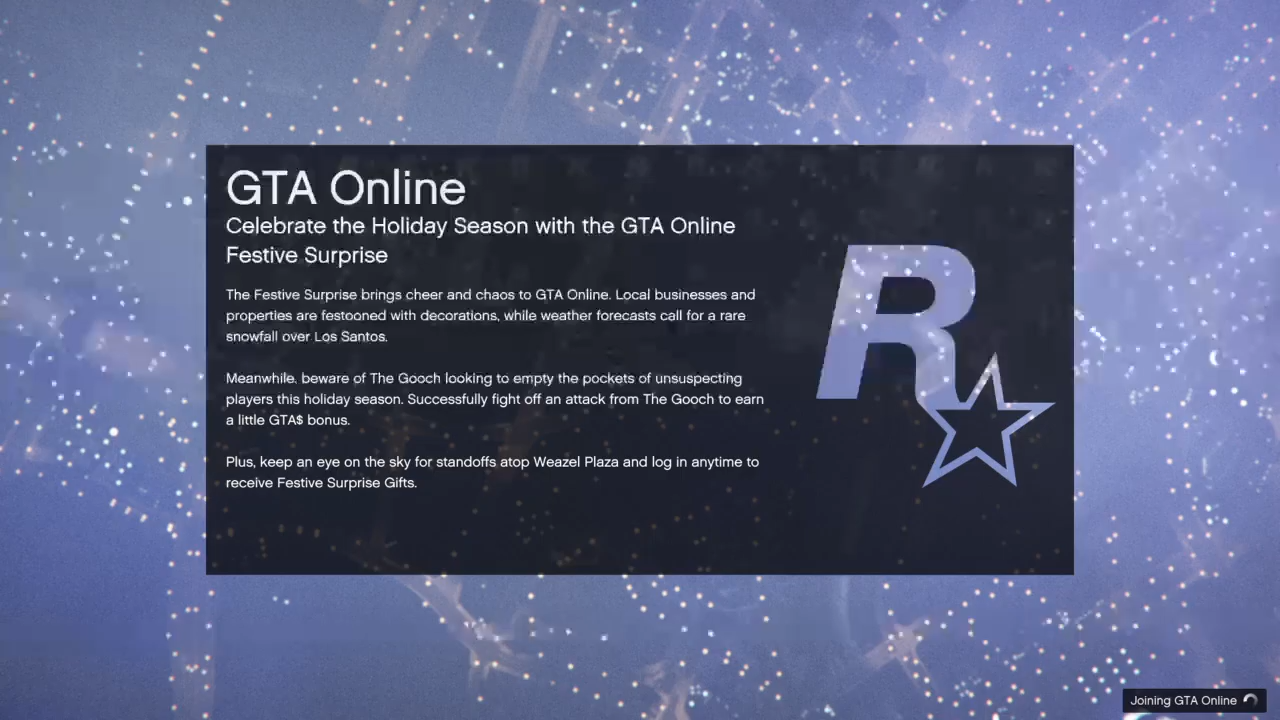 GTA Online
Celebrate the Holiday Season with the GTA Online
Festive Surprise
The Festive Surprise brings cheer and chaos to GTA Online. Local businesses and
properties are festooned with decorations, while weather forecasts call for a rare
snowfall over Los Santos.
Meanwhile, beware of The Gooch looking to empty the pockets of unsuspecting
players this holiday season. Successfully fight off an attack from The Gooch to earn
a little GTA$ bonus.
Plus, keep an eye on the sky for standoffs atop Weazel Plaza and log in anytime to
receive Festive Surprise Gifts.
R
Joining GTA Online